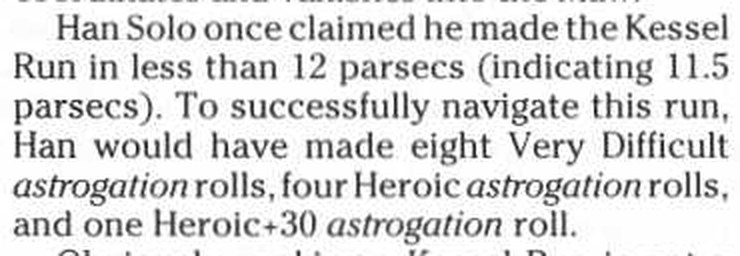 Han Solo once claimed he made the Kessel
Run in less than 12 parsecs (indicating 11.5
parsecs). To successfully navigate this run,
Han would have made eight Very Difficult
astrogation rolls, four Heroic astrogation rolls,
and one Heroic+30 astrogation roll.